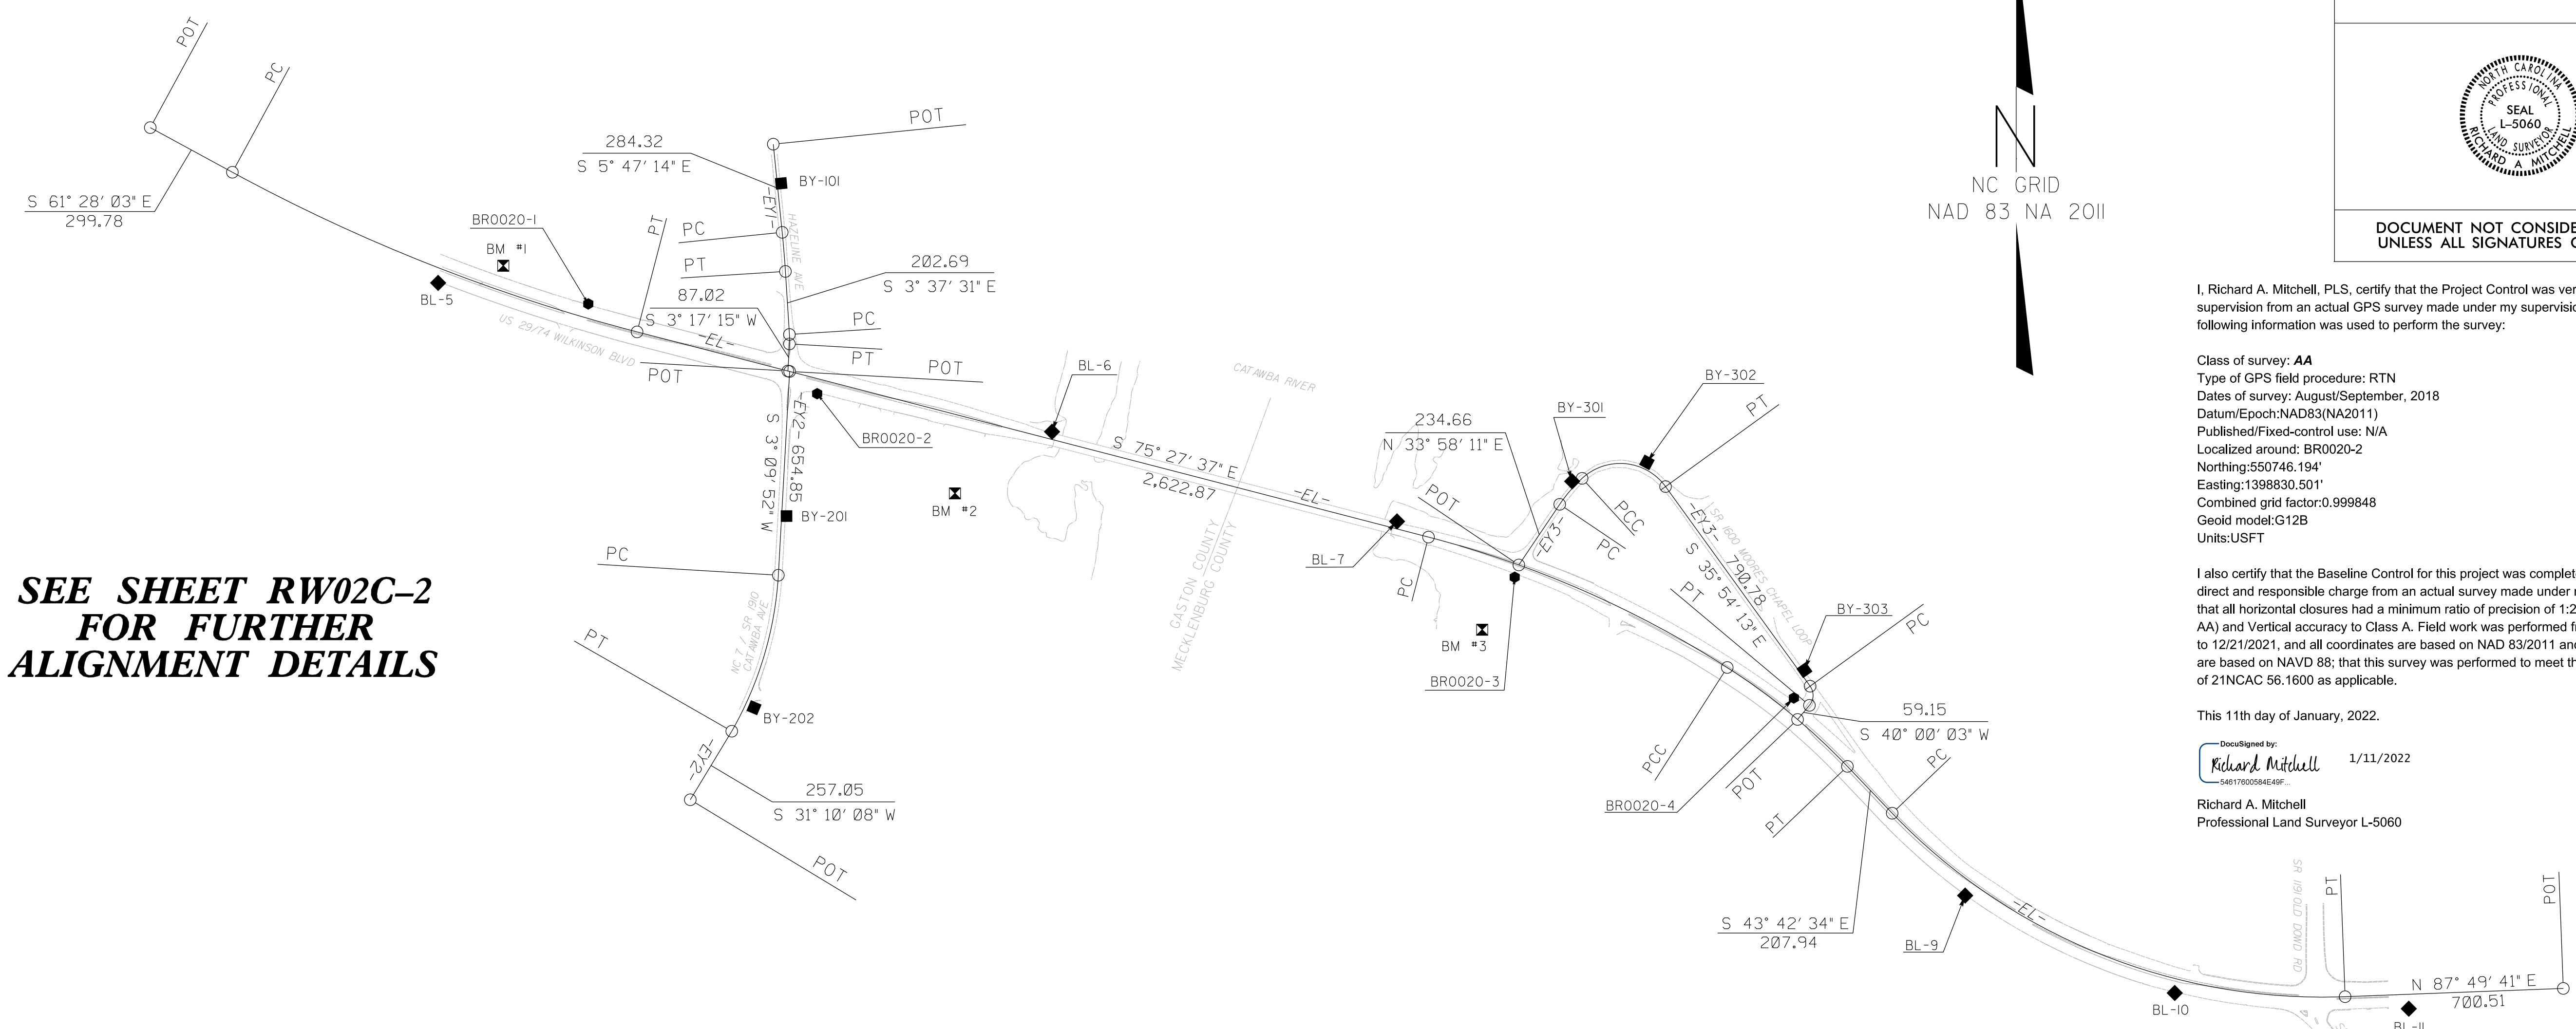 POT
PC
S 61° 28' 03" E
299.78
BR0020-1
BM #1
BL-5
US 29/74 WILKINSON BLVD
PT
284.32
S 5° 47' 14" E
POT
BY-101
-EY1-
HAZELINE AVE
PC
PT
202.69
S 3° 37' 31" E
87.02
S 3° 17' 15" W
PC
PT
-EL-
POT
POT
BR0020-2
-EY2-
654.85
S 3° 09' 52" W
BY-201
PC
NC 7 / SR 1910
CATAWBA AVE
PT
BY-202
-EY2-
257.05
S 31° 10' 08" W
POT
SEE SHEET RW02C-2
FOR FURTHER
ALIGNMENT DETAILS
BL-6
CATAWBA RIVER
BM #2
S 75° 27' 37" E
2,622.87
-EL-
GASTON COUNTY
MECKLENBURG COUNTY
234.66
N 33° 58' 11" E
POT
BL-7
PC
BY-301
BY-302
PT
PCC
PC
-EY3-
BM #3
BR0020-3
-EY3-
790.78
S 35° 54' 13" E
SR 1600 MOORES CHAPEL LOOP
PT
BY-303
PC
59.15
S 40° 00' 03" W
PCC
BR0020-4
POT
PT
PC
S 43° 42' 34" E
207.94
BL-9
-EL-
BL-10
SR 1191 OLD DOWD RD
PT
POT
N 87° 49' 41" E
700.51
BL-11
N
NC GRID
NAD 83 NA 2011
NORTH CAROLINA
PROFESSIONAL
SEAL
L-5060
LAND SURVEYOR
RICHARD A MITCHELL
DOCUMENT NOT CONSIDE
UNLESS ALL SIGNATURES C
I, Richard A. Mitchell, PLS, certify that the Project Control was ver
supervision from an actual GPS survey made under my supervisi
following information was used to perform the survey:
Class of survey: AA
Type of GPS field procedure: RTN
Dates of survey: August/September, 2018
Datum/Epoch:NAD83(NA2011)
Published/Fixed-control use: N/A
Localized around: BR0020-2
Northing:550746.194'
Easting:1398830.501'
Combined grid factor:0.999848
Geoid model:G12B
Units:USFT
I also certify that the Baseline Control for this project was complet
direct and responsible charge from an actual survey made under
that all horizontal closures had a minimum ratio of precision of 1:2
AA) and Vertical accuracy to Class A. Field work was performed f
to 12/21/2021, and all coordinates are based on NAD 83/2011 and
are based on NAVD 88; that this survey was performed to meet th
of 21NCAC 56.1600 as applicable.
This 11th day of January, 2022.
DocuSigned by:
Richard Mitchell
1/11/2022
54617600584E49F...
Richard A. Mitchell
Professional Land Surveyor L-5060